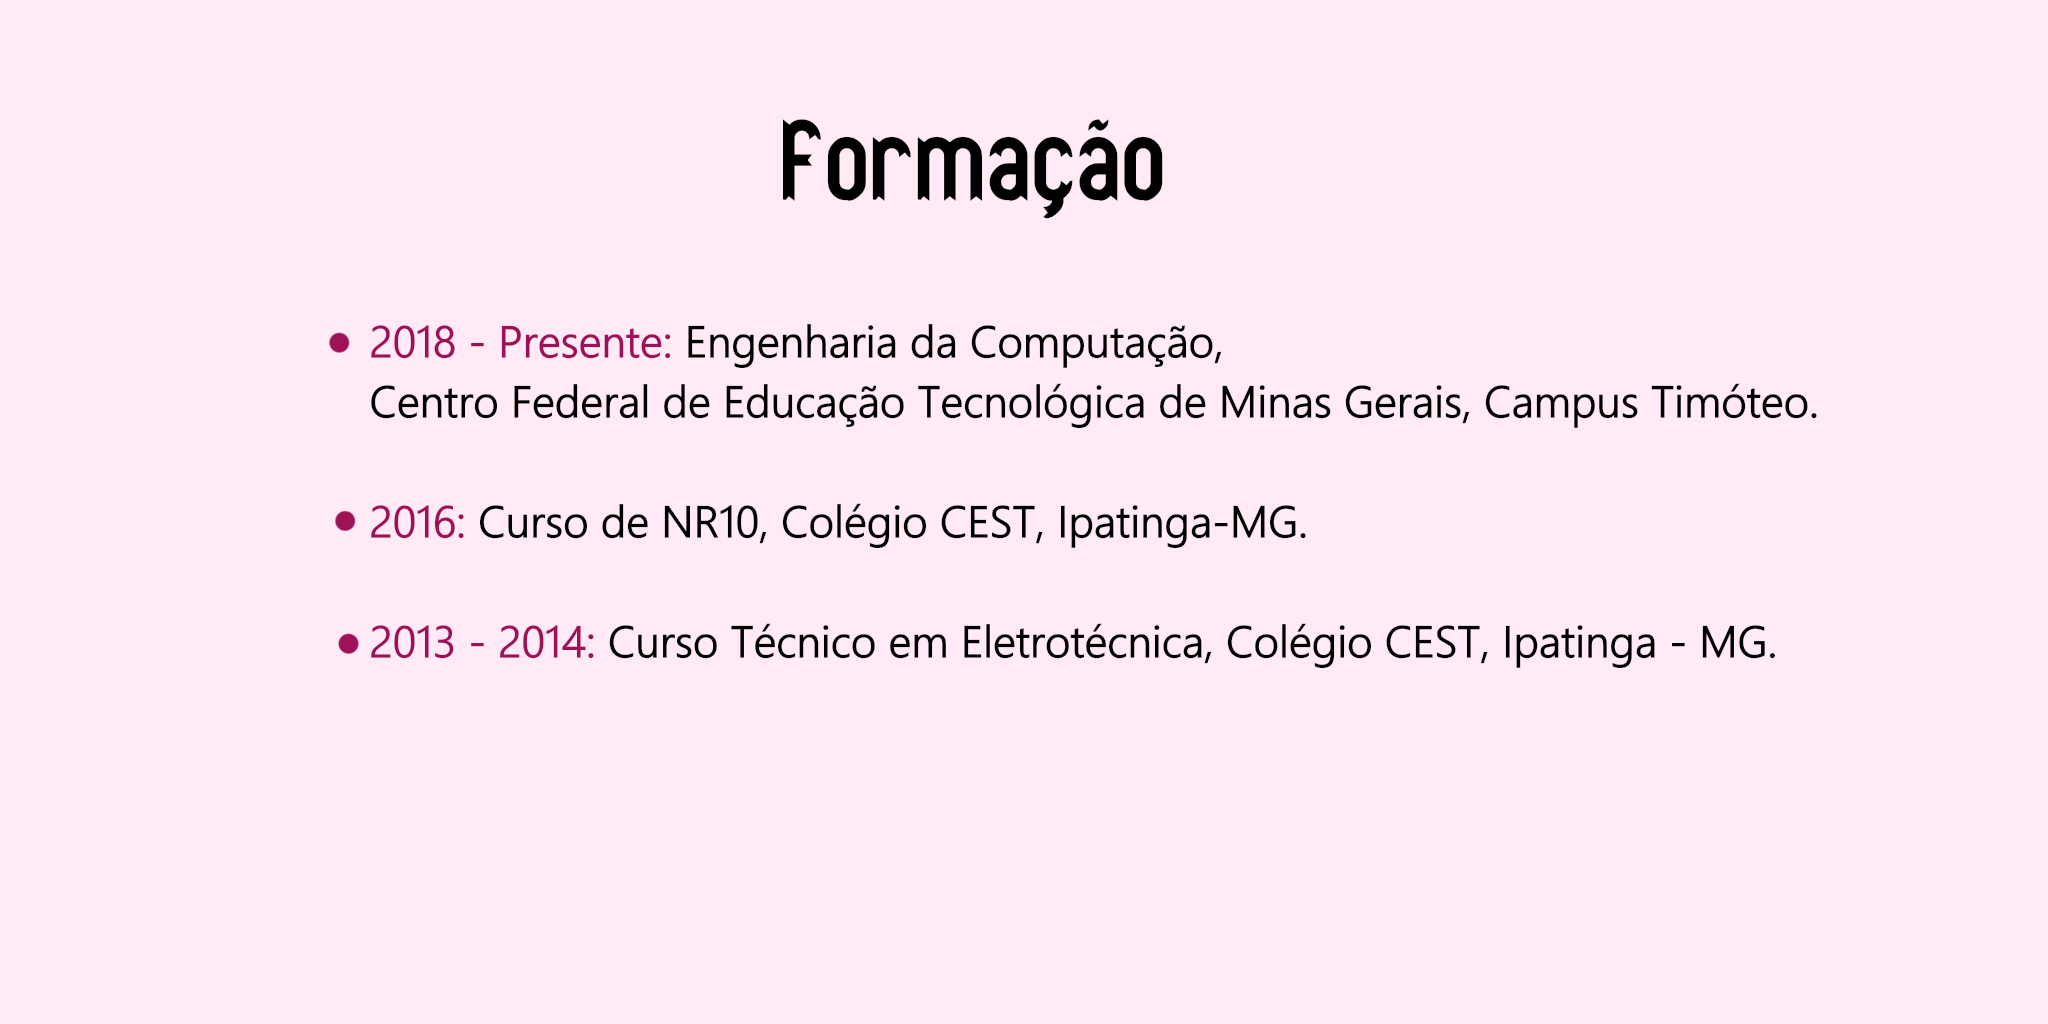 Formação
• 2018 - Presente: Engenharia da Computação,
Centro Federal de Educação Tecnológica de Minas Gerais, Campus Timóteo.
• 2016: Curso de NR10, Colégio CEST, Ipatinga-MG.
• 2013 - 2014: Curso Técnico em Eletrotécnica, Colégio CEST, Ipatinga - MG.